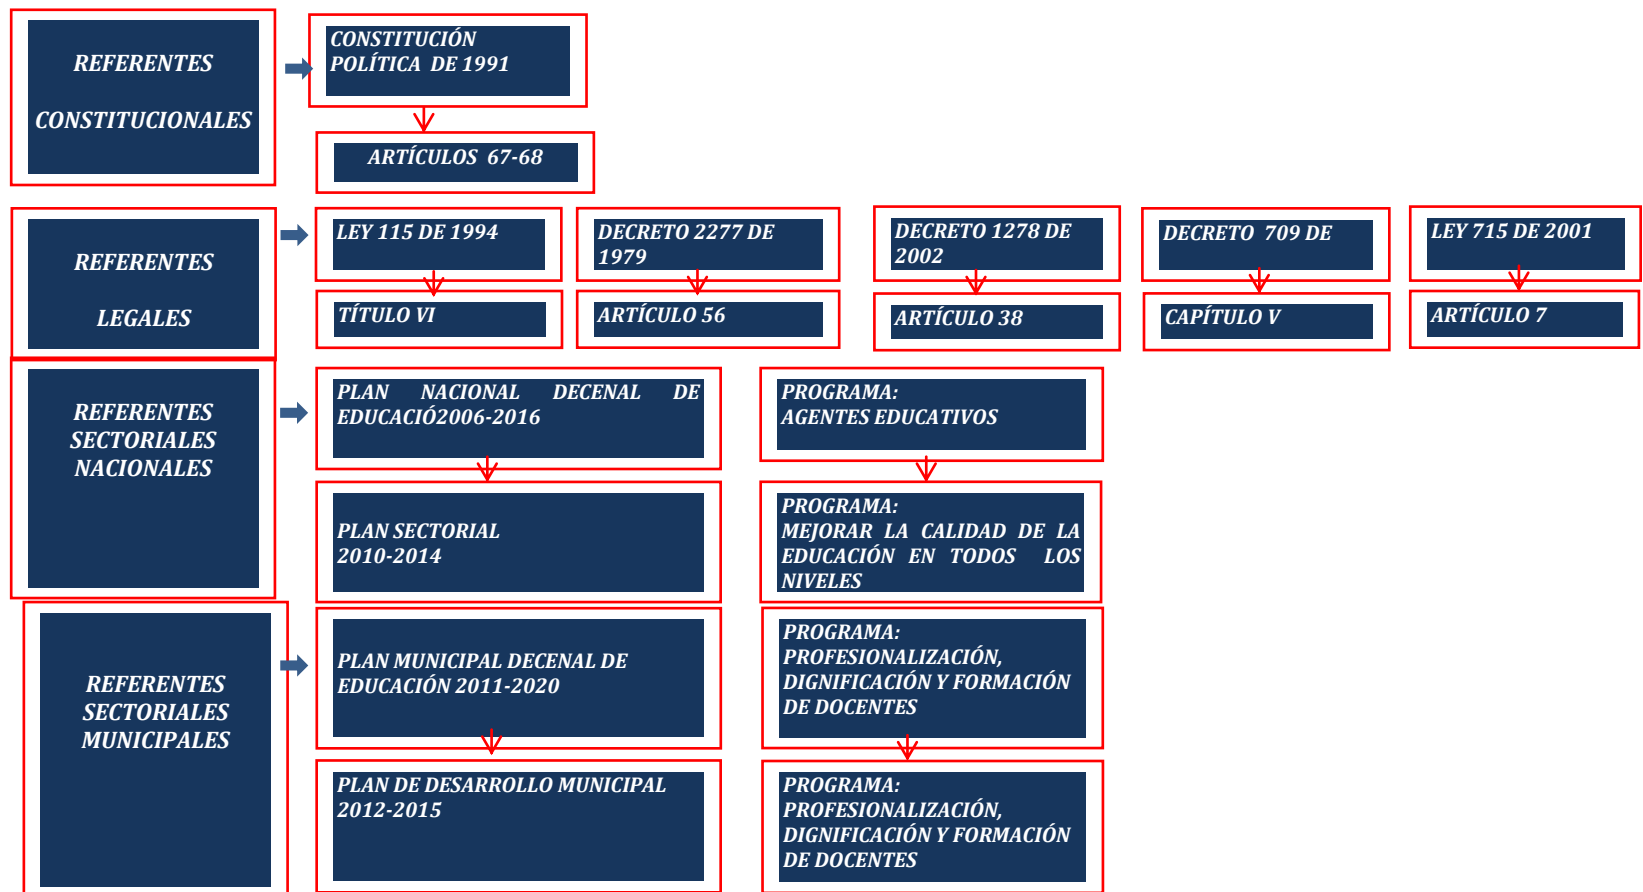 REFERENTES
CONSTITUCIONALES
CONSTITUCIÓN
POLÍTICA DE 1991
ARTÍCULOS 67-68
REFERENTES
LEGALES
LEY 115 DE 1994
TÍTULO VI
DECRETO 2277 DE
1979
ARTÍCULO 56
DECRETO 1278 DE
2002
ARTÍCULO 38
DECRETO 709 DE
CAPÍTULO V
LEY 715 DE 2001
ARTÍCULO 7
REFERENTES
SECTORIALES
NACIONALES
PLAN NACIONAL DECENAL DE
EDUCACIÓ2006-2016
PROGRAMA:
AGENTES EDUCATIVOS
PLAN SECTORIAL
2010-2014
PROGRAMA:
MEJORAR LA CALIDAD DE LA
EDUCACIÓN EN TODOS LOS
NIVELES
REFERENTES
SECTORIALES
MUNICIPALES
PLAN MUNICIPAL DECENAL DE
EDUCACIÓN 2011-2020
PROGRAMA:
PROFESIONALIZACIÓN,
DIGNIFICACIÓN Y FORMACIÓN
DE DOCENTES
PLAN DE DESARROLLO MUNICIPAL
2012-2015
PROGRAMA:
PROFESIONALIZACIÓN,
DIGNIFICACIÓN Y FORMACIÓN
DE DOCENTES